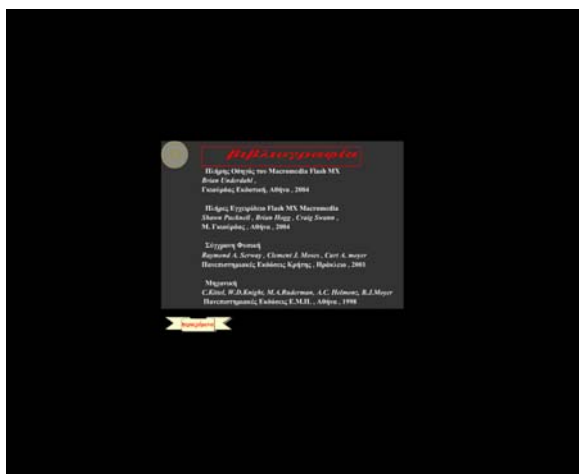 βιβλιογραφία
Πλήρης Οδηγός του Macromedia Flash MX
Brian Underdahl ,
Γκιούρδας Εκδοτική, Αθήνα , 2004
Πλήρες Εγχειρίδιο Flash MX Macromedia
Shawn Pucknell , Brian Hogg , Craig Swann ,
Μ. Γκιούρδας , Αθήνα , 2004
Σύγχρονη Φυσική
Raymond A. Serway , Clement J. Moses , Curt A. moyer
Πανεπιστημιακές Εκδόσεις Κρήτης , Ηράκλειο , 2003
Μηχανική
C.Kittel, W.D.Knight, M.A.Ruderman, A.C. Helmonz, B.J.Moyer
Πανεπιστημιακές Εκδόσεις Ε.Μ.Π. , Αθήνα , 1998
περιεχόμενα